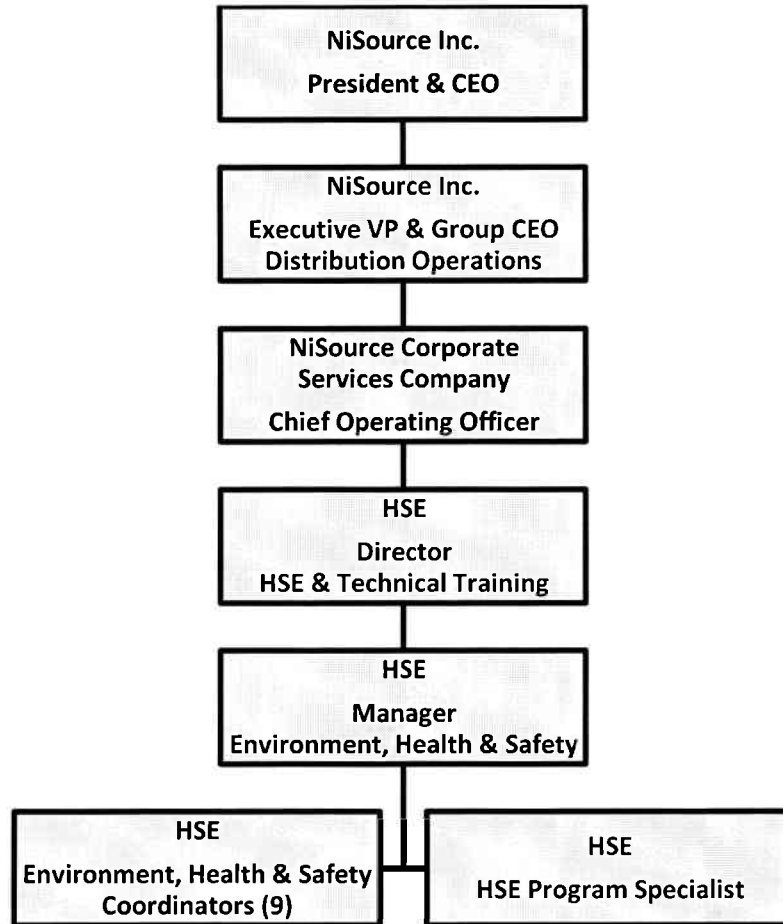 NiSource Inc.
President & CEO
NiSource Inc.
Executive VP & Group CEO
Distribution Operations
NiSource Corporate
Services Company
Chief Operating Officer
HSE
Director
HSE & Technical Training
HSE
Manager
Environment, Health & Safety
HSE
Environment, Health & Safety
Coordinators (9)
HSE
HSE Program Specialist